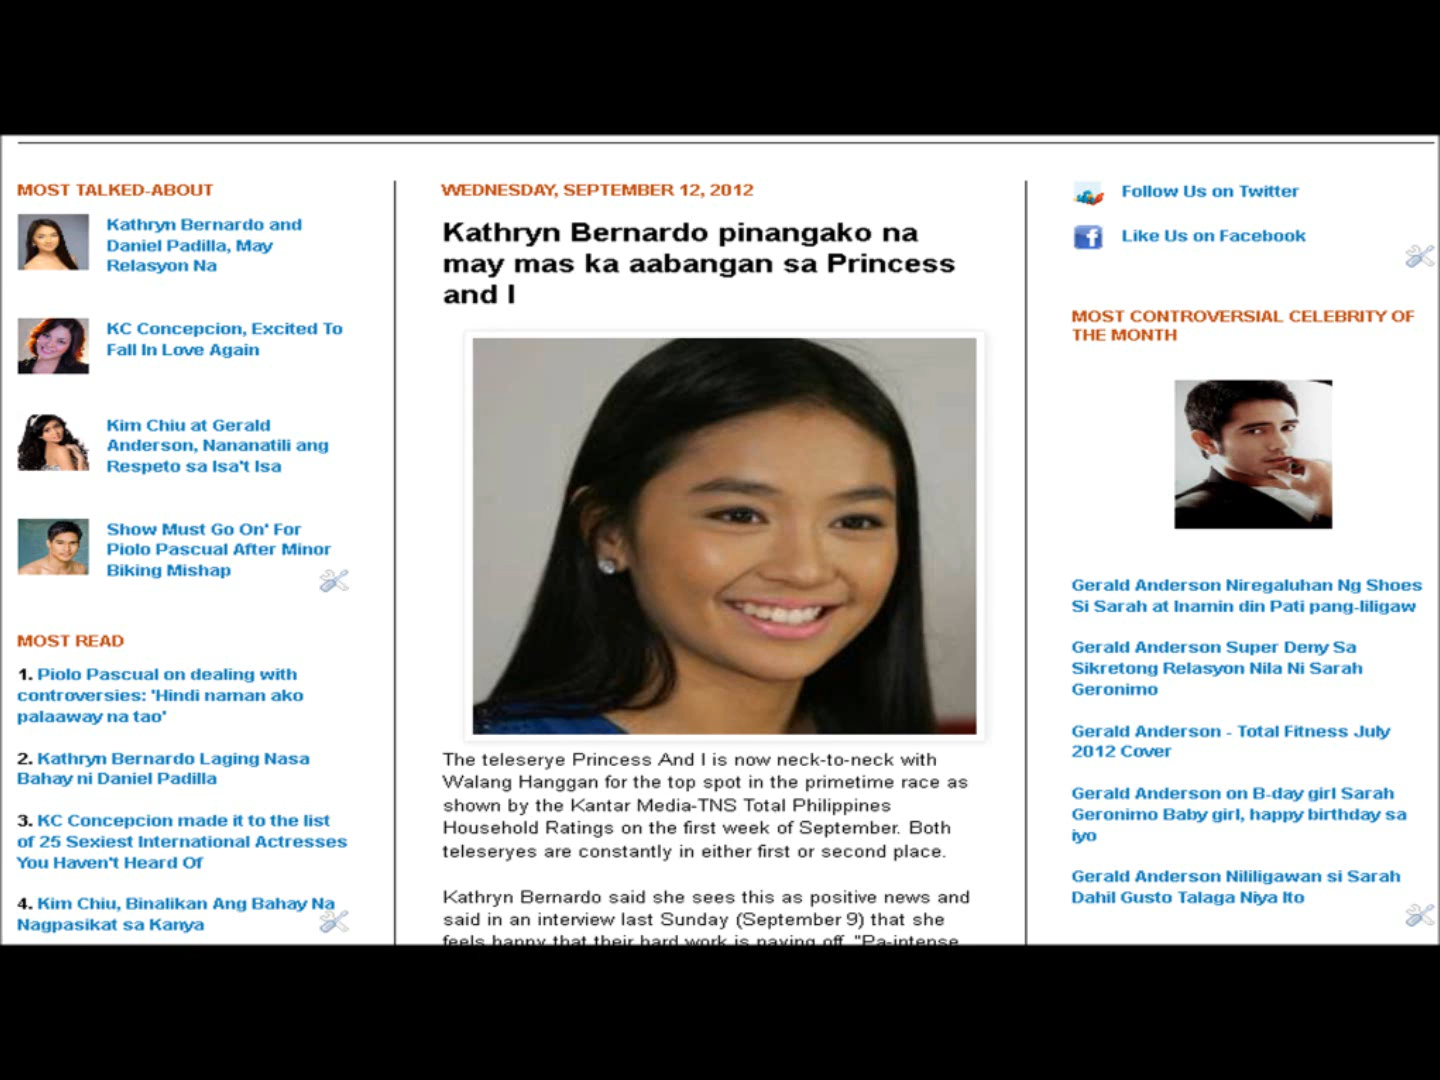 MOST TALKED-ABOUT
Kathryn Bernardo and
Daniel Padilla, May
Relasyon Na
KC Concepcion, Excited To
Fall In Love Again
Kim Chiu at Gerald
Anderson, Nananatili ang
Respeto sa Isa't Isa
Show Must Go On' For
Piolo Pascual After Minor
Biking Mishap
MOST READ
1. Piolo Pascual on dealing with
controversies: 'Hindi naman ako
palaaway na tao'
2. Kathryn Bernardo Laging Nasa
Bahay ni Daniel Padilla
3. KC Concepcion made it to the list
of 25 Sexiest International Actresses
You Haven't Heard Of
4. Kim Chiu, Binalikan Ang Bahay Na
Nagpasikat sa Kanya
WEDNESDAY, SEPTEMBER 12, 2012
Kathryn Bernardo pinangako na
may mas ka aabangan sa Princess
and I
The teleserye Princess And I is now neck-to-neck with
Walang Hanggan for the top spot in the primetime race as
shown by the Kantar Media-TNS Total Philippines
Household Ratings on the first week of September. Both
teleseryes are constantly in either first or second place.
Kathryn Bernardo said she sees this as positive news and
said in an interview last Sunday (September 9) that she
feels happy that their hard work is paying off. "Pa-intense
Follow Us on Twitter
Like Us on Facebook
MOST CONTROVERSIAL CELEBRITY OF
THE MONTH
Gerald Anderson Niregaluhan Ng Shoes
Si Sarah at Inamin din Pati pang-liligaw
Gerald Anderson Super Deny Sa
Sikretong Relasyon Nila Ni Sarah
Geronimo
Gerald Anderson - Total Fitness July
2012 Cover
Gerald Anderson on B-day girl Sarah
Geronimo Baby girl, happy birthday sa
iyo
Gerald Anderson Nililigawan si Sarah
Dahil Gusto Talaga Niya Ito